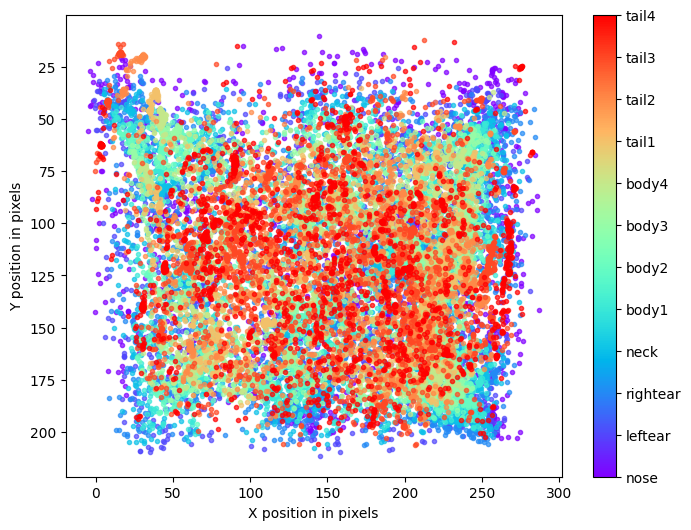 25
50
75
100
125
150
175
200
0
50
100
150
200
250
300
X position in pixels
Y position in pixels
tail4
tail3
tail2
tail1
body4
body3
body2
body1
neck
rightear
leftear
nose